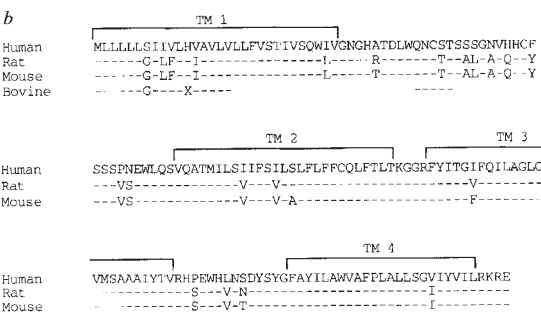 b
TM 1
Human MLLLLLSIIVLHVAVLVLLFVSTIVSQWIVGNGHATDLWQNCSTSSSGNVHHCF
Rat ------G-LF--I---------------L-----R-------T--AL-A-Q--Y
Mouse ------G-LF--I---------------L-----T-------T--AL-A-Q--Y
Bovine -- ---G----X----- -----
TM 2 TM 3
Human SSSPNEWLQSVQATMILSIIFSILSLFLFFCQLFTLTKGGRFYITGIFQILAGLC
Rat ---VS-------------V---V-----------------------V--------
Mouse ---VS-------------V---V-A---------------------F--------
TM 4
Human VMSAAAIYTVRHPEWHLNSDYSYGFAYILAWVAFPLALLSGVIYVILRKRE
Rat ------------S---V-N----------------------I---------
Mouse ------------S---V-T----------------------I---------